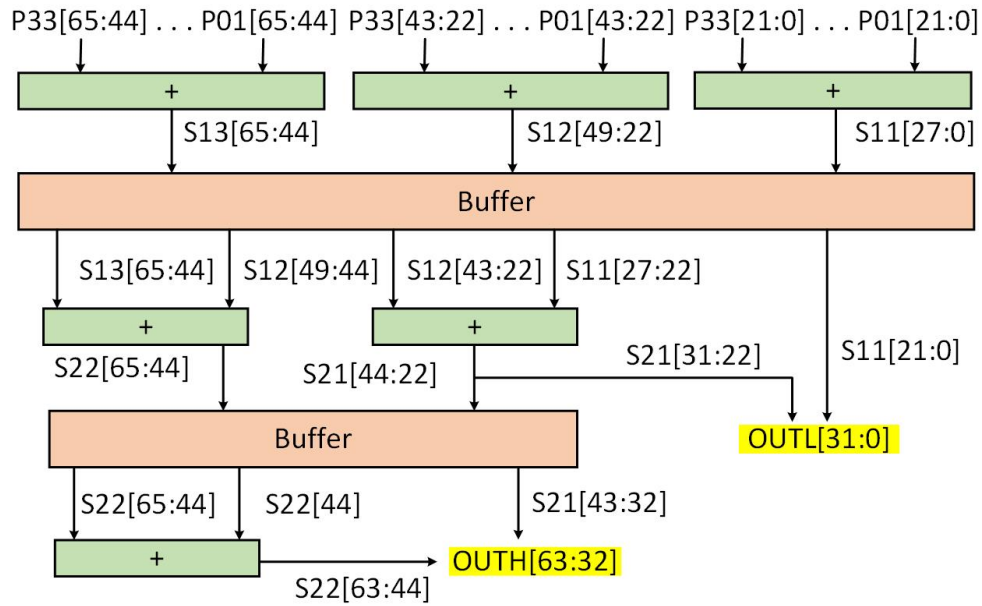 P33[65:44] . . . P01[65:44] P33[43:22] . . . P01[43:22] P33[21:0] . . . P01[21:0]
+ + +
S13[65:44] S12[49:22] S11[27:0]
Buffer
S13[65:44] S12[49:44] S12[43:22] S11[27:22]
+ +
S22[65:44] S21[44:22] S21[31:22] S11[21:0]
Buffer OUTL[31:0]
S22[65:44] S22[44] S21[43:32]
+ OUTH[63:32]
S22[63:44]